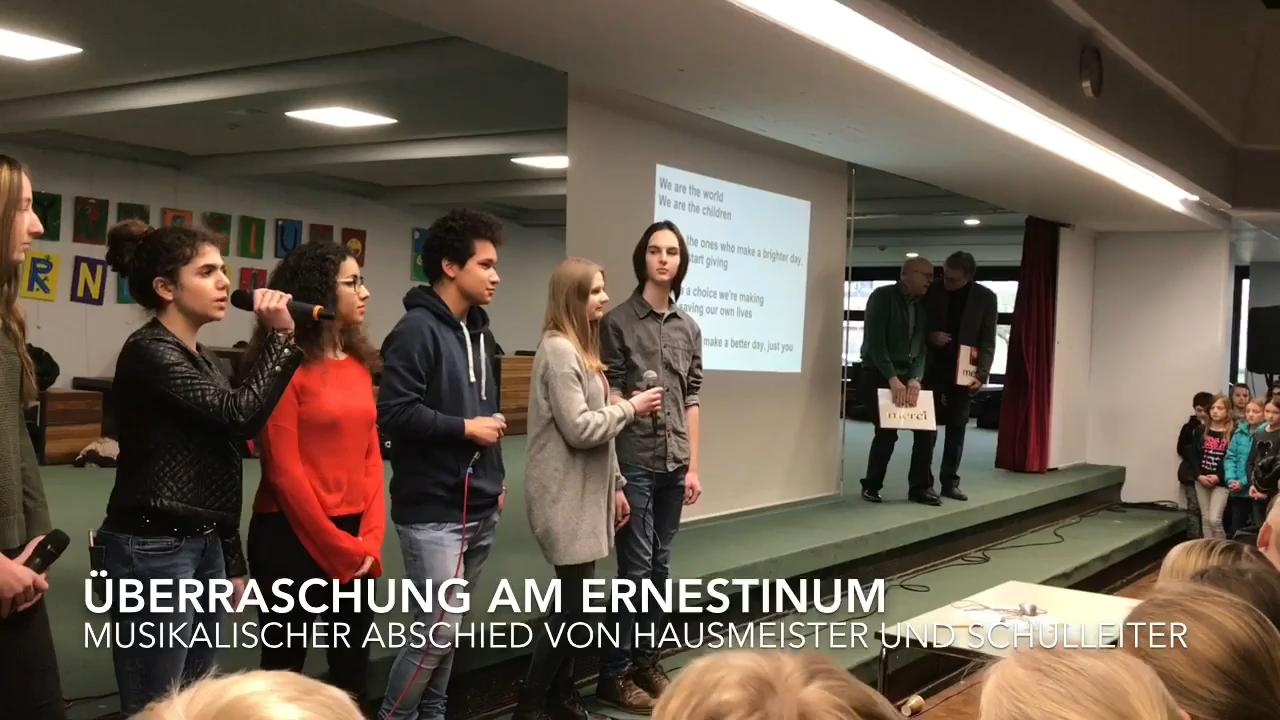 We are the world
We are the children
the ones who make a brighter day,
start giving
a choice we're making
saving our own lives
make a better day, just you
merci
me
ÜBERRASCHUNG AM ERNESTINUM
MUSIKALISCHER ABSCHIED VON HAUSMEISTER UND SCHULLEITER